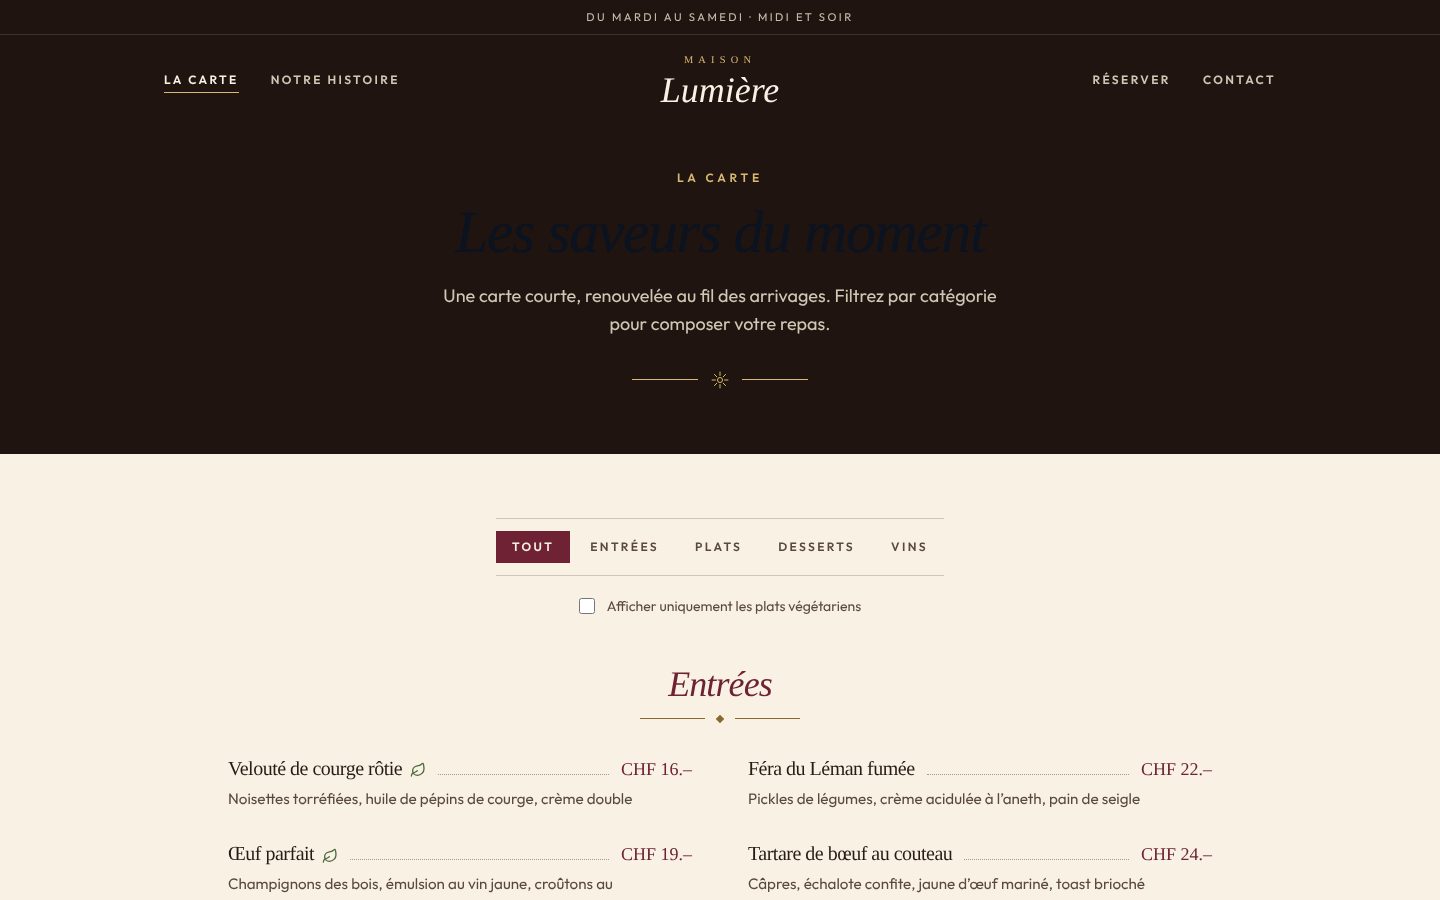 DU MARDI AU SAMEDI · MIDI ET SOIR
LA CARTE
NOTRE HISTOIRE
MAISON
Lumière
RÉSERVER
CONTACT
LA CARTE
Les saveurs du moment
Une carte courte, renouvelée au fil des arrivages. Filtrez par catégorie
pour composer votre repas.
TOUT
ENTRÉES
PLATS
DESSERTS
VINS
Afficher uniquement les plats végétariens
Entrées
Velouté de courge rôtie CHF 16.–
Noisettes torréfiées, huile de pépins de courge, crème double
Féra du Léman fumée CHF 22.–
Pickles de légumes, crème acidulée à l’aneth, pain de seigle
Œuf parfait CHF 19.–
Champignons des bois, émulsion au vin jaune, croûtons au
Tartare de bœuf au couteau CHF 24.–
Câpres, échalote confite, jaune d’œuf mariné, toast brioché